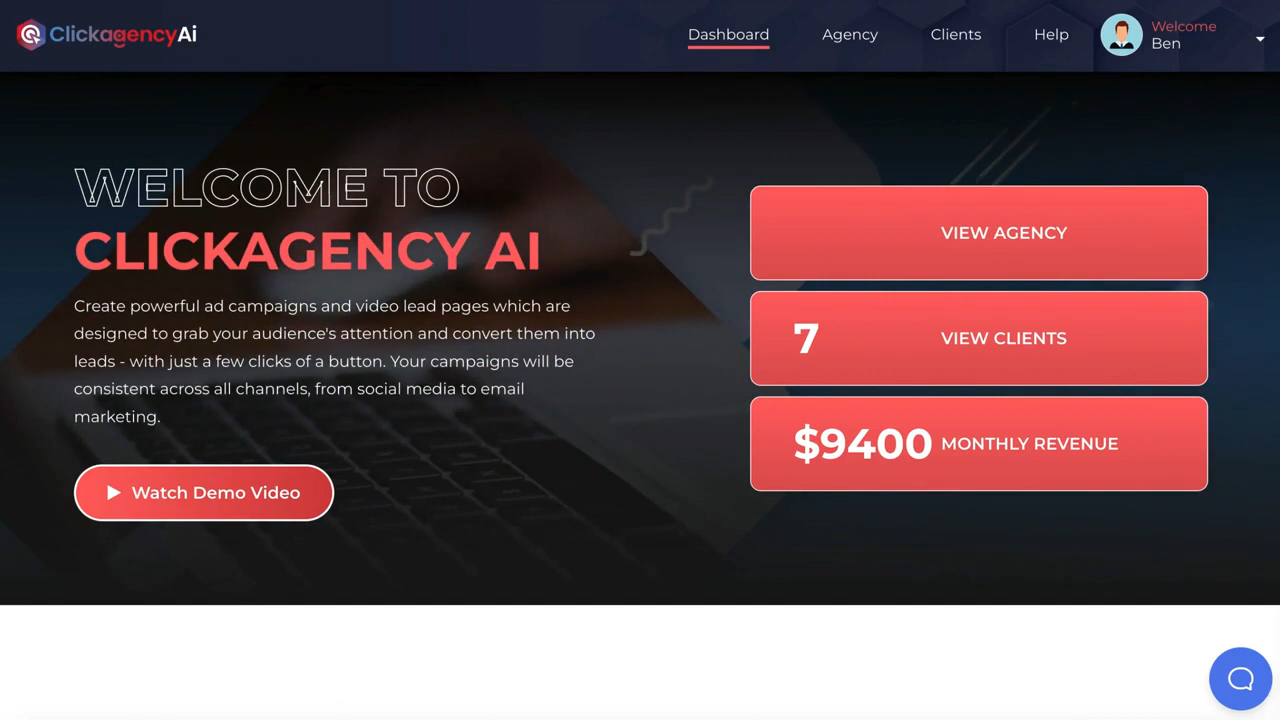 ClickagencyAi
Dashboard
Agency
Clients
Help
Welcome
Ben
WELCOME TO
CLICKAGENCY AI
Create powerful ad campaigns and video lead pages which are
designed to grab your audience's attention and convert them into
leads - with just a few clicks of a button. Your campaigns will be
consistent across all channels, from social media to email
marketing.
Watch Demo Video
VIEW AGENCY
7 VIEW CLIENTS
$9400 MONTHLY REVENUE